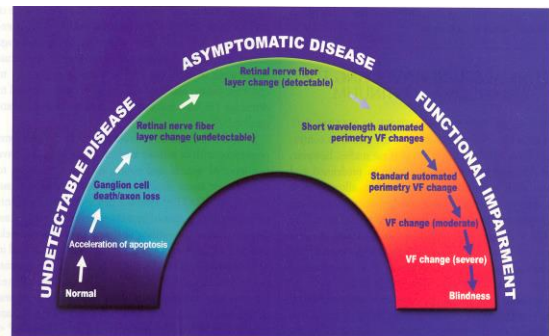 UNDETECTABLE DISEASE
ASYMPTOMATIC DISEASE
FUNCTIONAL IMPAIRMENT
Normal
Acceleration of apoptosis
Ganglion cell
death/axon loss
Retinal nerve fiber
layer change (undetectable)
Retinal nerve fiber
layer change (detectable)
Short wavelength automated
perimetry VF changes
Standard automated
perimetry VF change
VF change (moderate)
VF change (severe)
Blindness